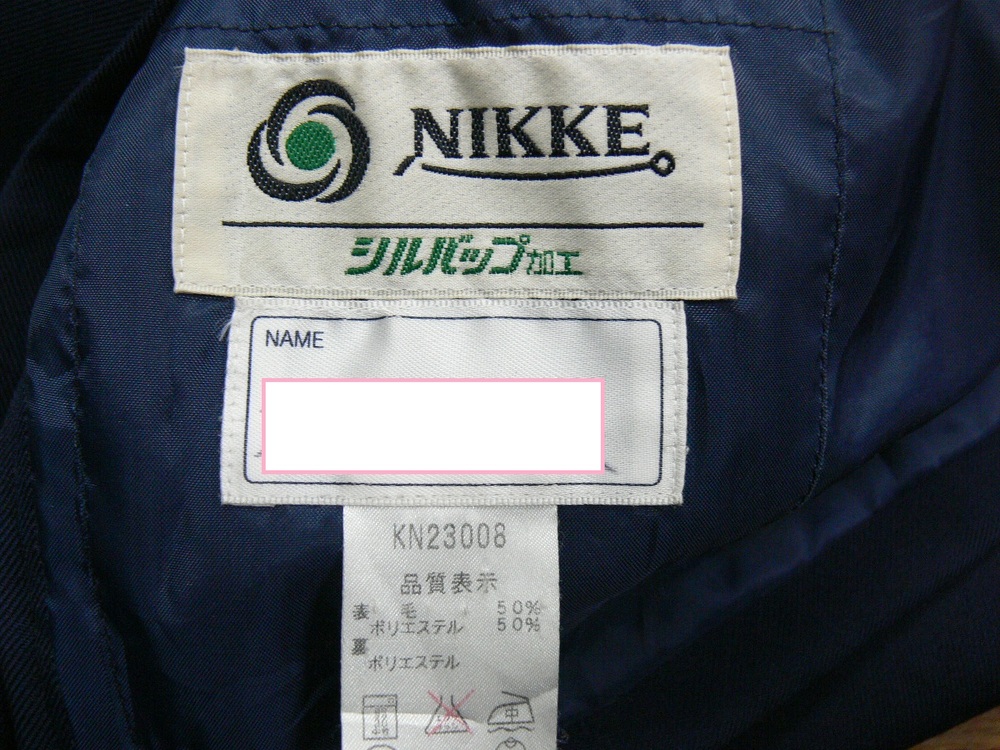 NIKKE
シルバップ加工
NAME
KN23008
品質表示
表 毛 50%
ポリエステル 50%
裏
ポリエステル
中